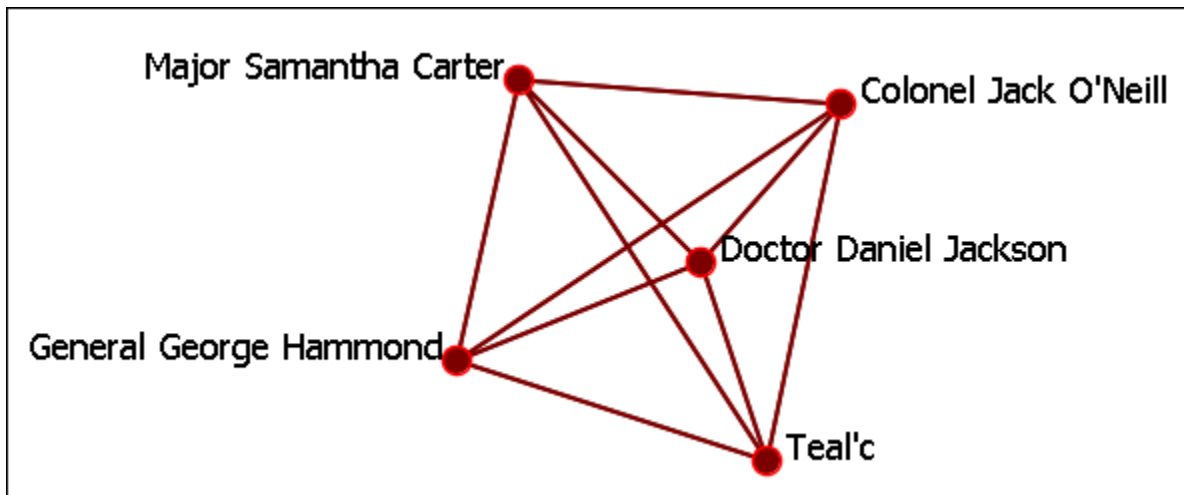 Major Samantha Carter
Colonel Jack O'Neill
Doctor Daniel Jackson
General George Hammond
Teal'c